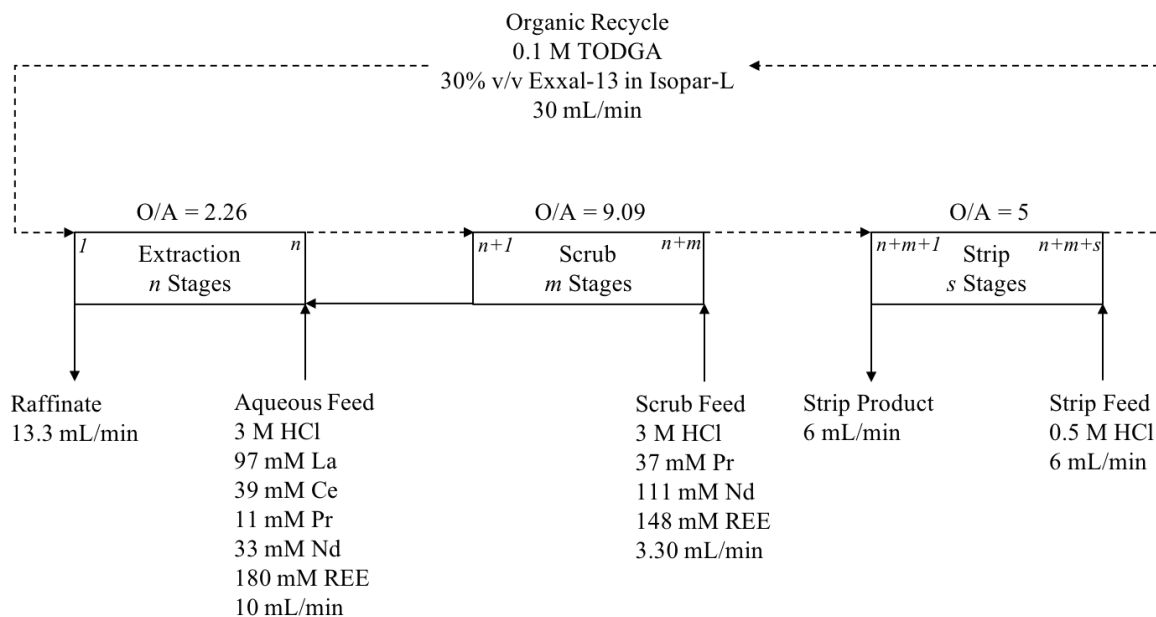 Organic Recycle
0.1 M TODGA
30% v/v Exxal-13 in Isopar-L
30 mL/min
O/A = 2.26
O/A = 9.09
O/A = 5
1
n
Extraction
n Stages
n+1
n+m
Scrub
m Stages
n+m+1
n+m+s
Strip
s Stages
Raffinate
13.3 mL/min
Aqueous Feed
3 M HCl
97 mM La
39 mM Ce
11 mM Pr
33 mM Nd
180 mM REE
10 mL/min
Scrub Feed
3 M HCl
37 mM Pr
111 mM Nd
148 mM REE
3.30 mL/min
Strip Product
6 mL/min
Strip Feed
0.5 M HCl
6 mL/min